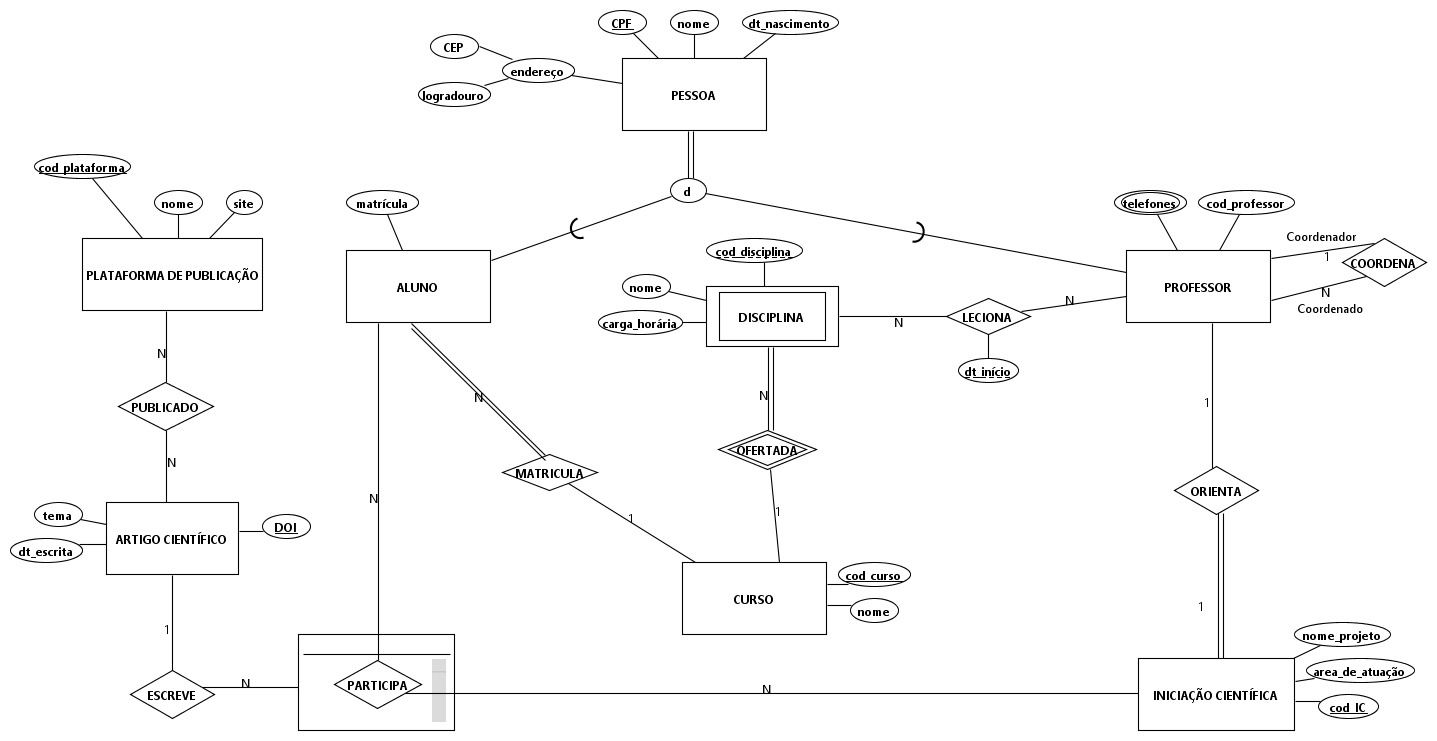 CPF
nome
dt_nascimento
CEP
endereço
logradouro
PESSOA
cod_plataforma
nome
site
PLATAFORMA DE PUBLICAÇÃO
d
matrícula
ALUNO
telefones
cod_professor
PROFESSOR
Coordenador
1
COORDENA
N
Coordenado
cod_disciplina
nome
carga_horária
DISCIPLINA
N
LECIONA
N
dt_início
N
PUBLICADO
N
N
MATRICULA
1
N
OFERTADA
1
1
ORIENTA
1
N
tema
dt_escrita
ARTIGO CIENTÍFICO
DOI
CURSO
cod_curso
nome
1
ESCREVE
N
PARTICIPA
N
nome_projeto
area_de_atuação
cod_IC
INICIAÇÃO CIENTÍFICA